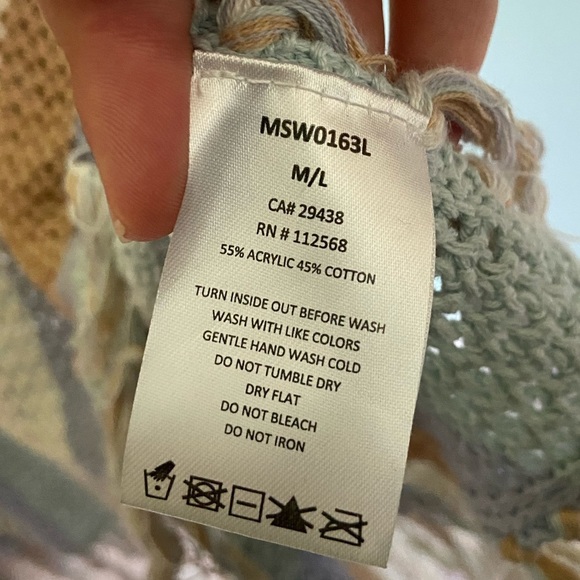 MSW0163L
M/L
CA# 29438
RN # 112568
55% ACRYLIC 45% COTTON
TURN INSIDE OUT BEFORE WASH
WASH WITH LIKE COLORS
GENTLE HAND WASH COLD
DO NOT TUMBLE DRY
DRY FLAT
DO NOT BLEACH
DO NOT IRON